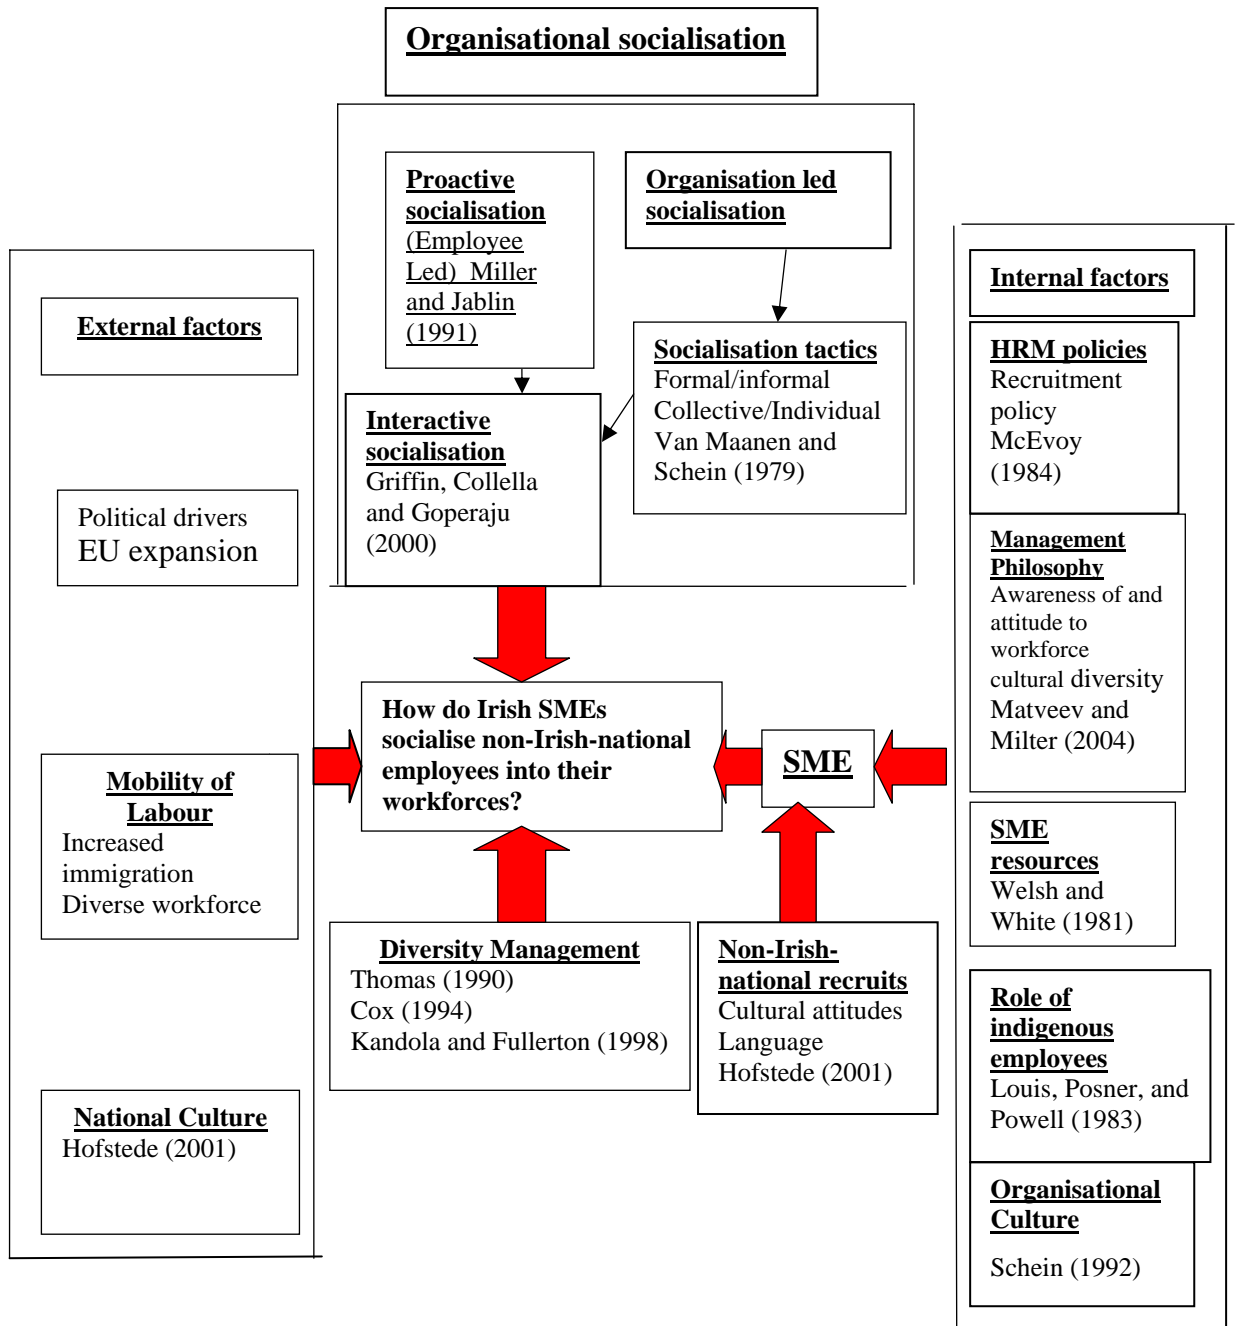 Organisational socialisation
Proactive
socialisation
(Employee
Led)  Miller
and Jablin
(1991)
Organisation led
socialisation
Socialisation tactics
Formal/informal
Collective/Individual
Van Maanen and
Schein (1979)
Interactive
socialisation
Griffin, Collella
and Goperaju
(2000)
External factors
Political drivers
EU expansion
Mobility of
Labour
Increased
immigration
Diverse workforce
National Culture
Hofstede (2001)
How do Irish SMEs
socialise non-Irish-national
employees into their
workforces?
SME
Diversity Management
Thomas (1990)
Cox (1994)
Kandola and Fullerton (1998)
Non-Irish-
national recruits
Cultural attitudes
Language
Hofstede (2001)
Internal factors
HRM policies
Recruitment
policy
McEvoy
(1984)
Management
Philosophy
Awareness of and
attitude to
workforce
cultural diversity
Matveev and
Milter (2004)
SME
resources
Welsh and
White (1981)
Role of
indigenous
employees
Louis, Posner, and
Powell (1983)
Organisational
Culture
Schein (1992)